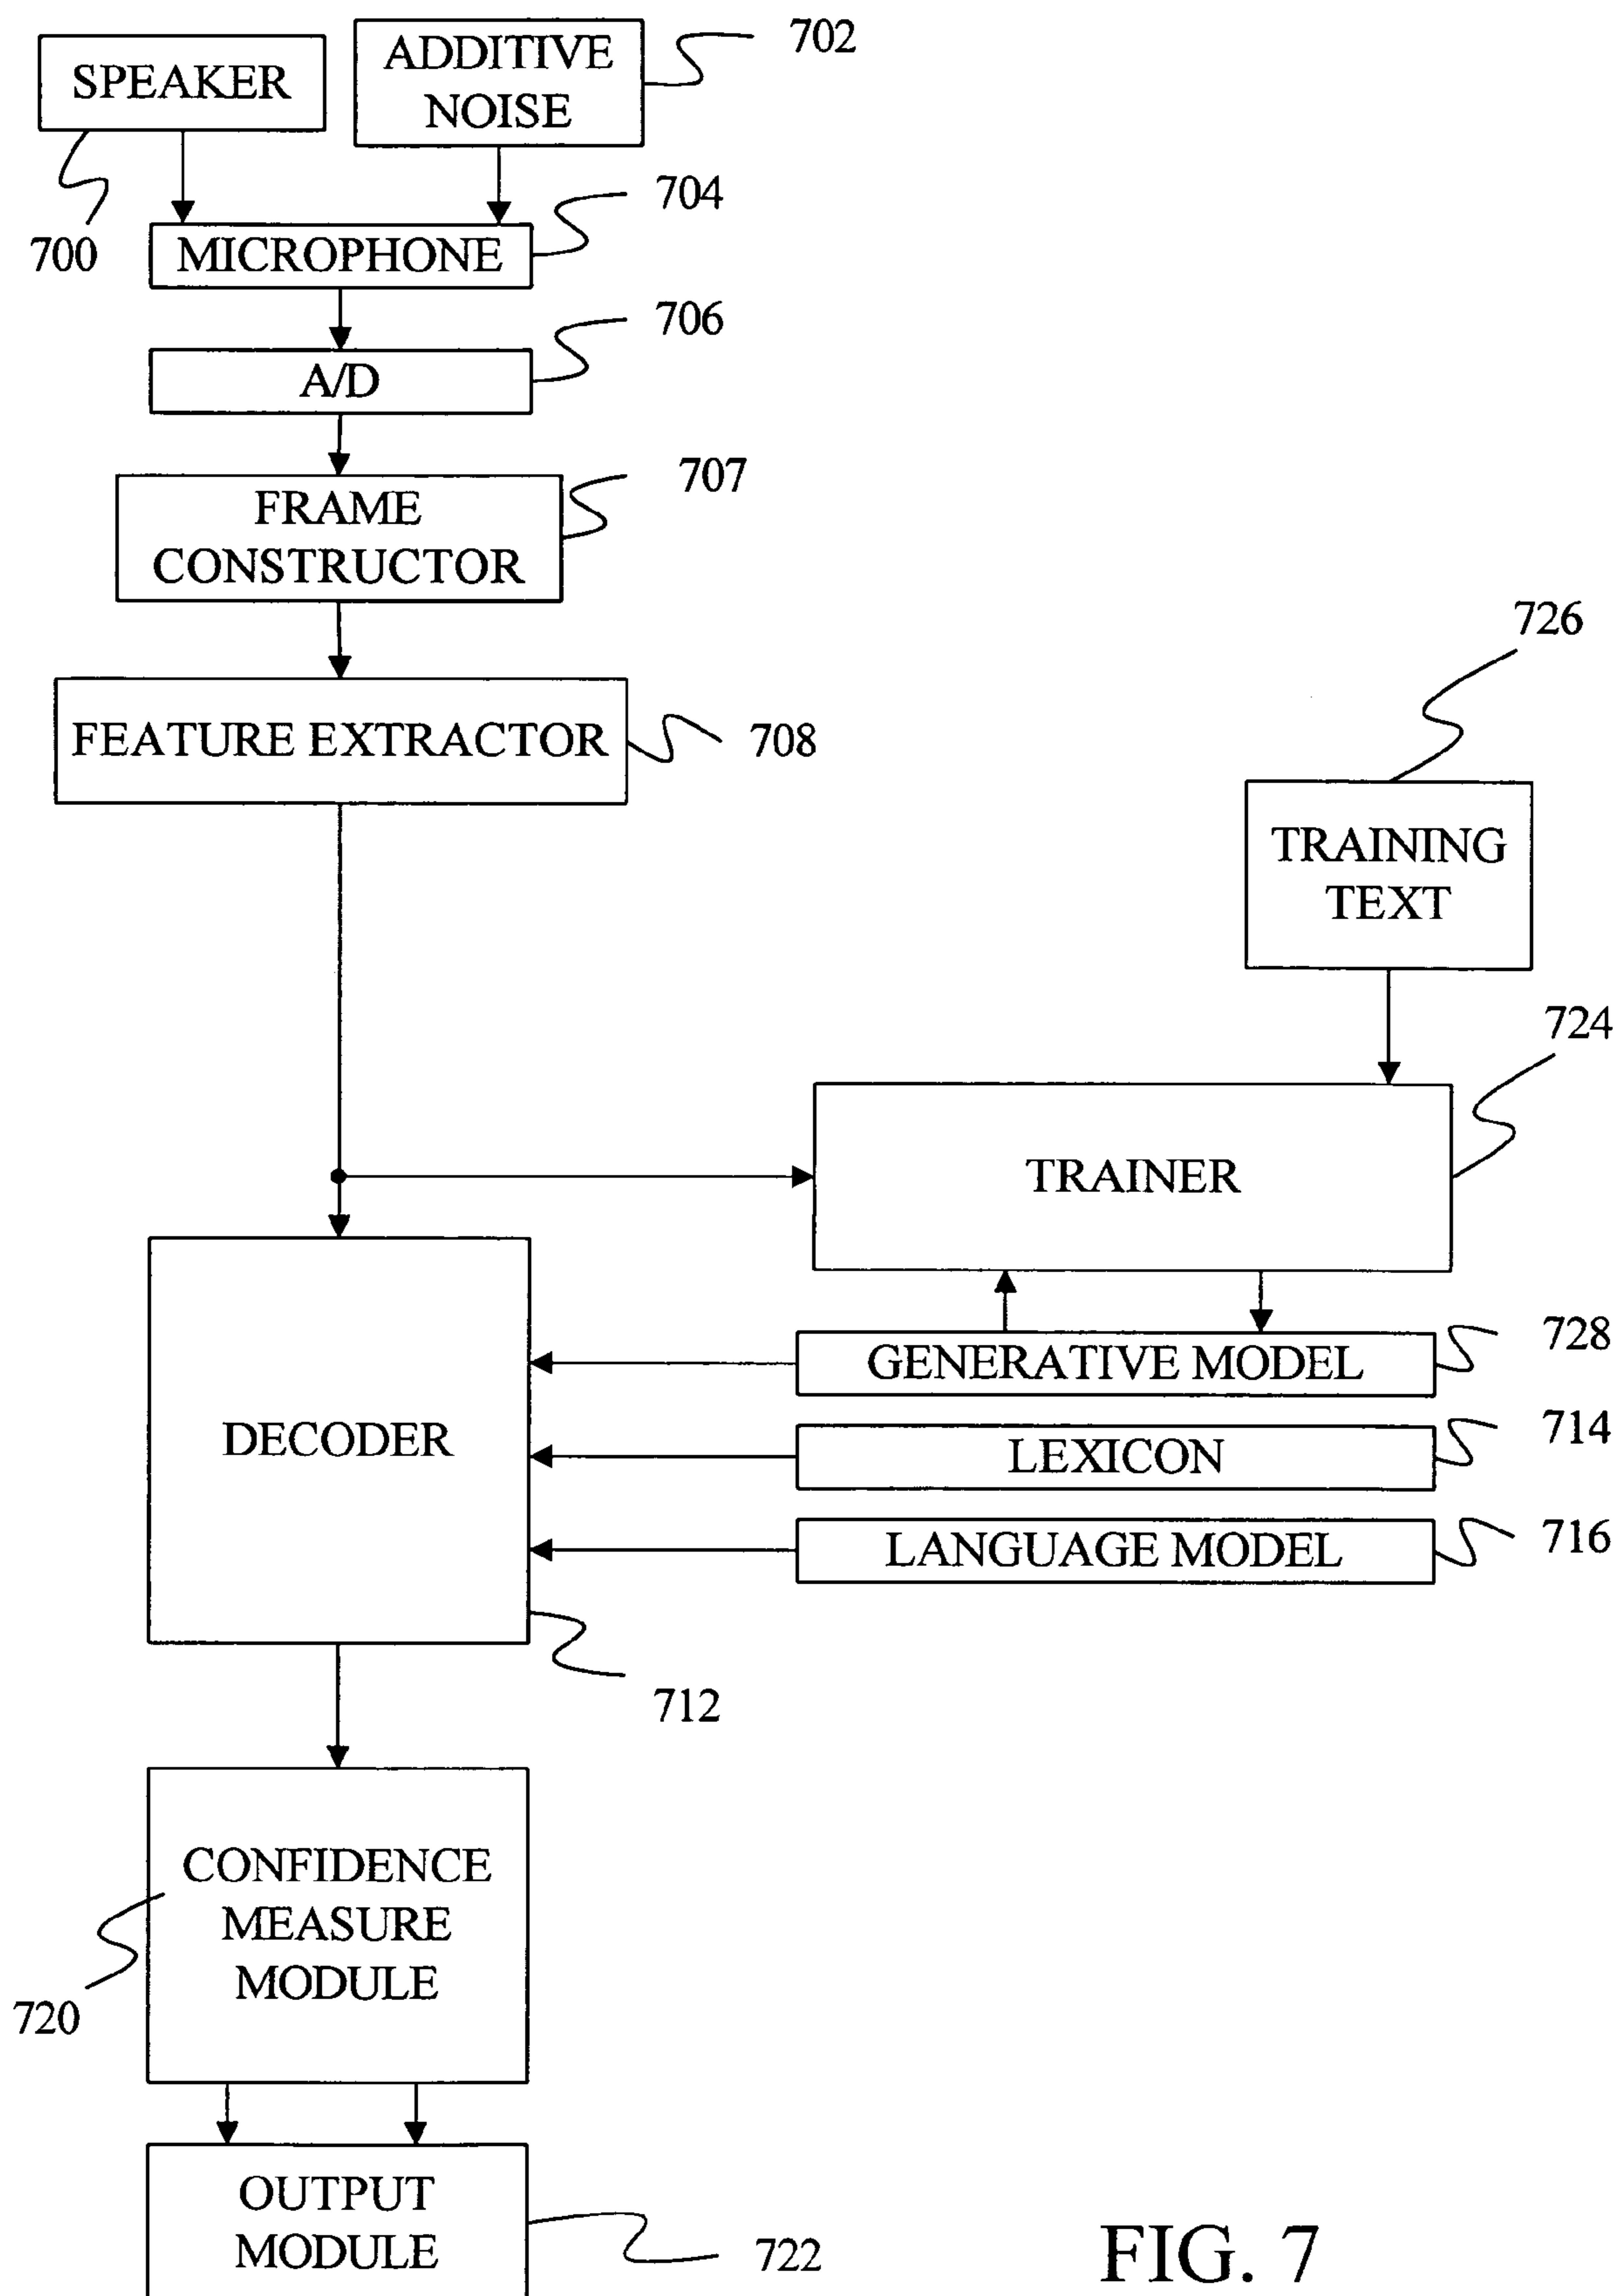 SPEAKER
ADDITIVE
NOISE
702
700
704
MICROPHONE
706
A/D
707
FRAME
CONSTRUCTOR
726
FEATURE EXTRACTOR
708
TRAINING
TEXT
724
TRAINER
728
GENERATIVE MODEL
DECODER
714
LEXICON
716
LANGUAGE MODEL
712
CONFIDENCE
MEASURE
MODULE
720
OUTPUT
MODULE
722
FIG. 7